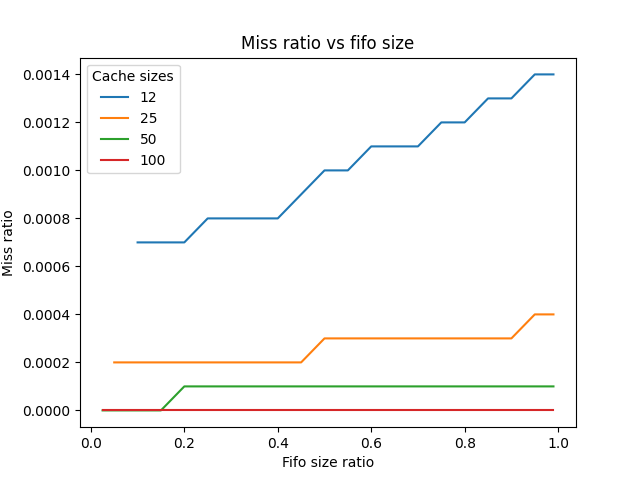 Miss ratio vs fifo size
Cache sizes
12
25
50
100
0.0014
0.0012
0.0010
0.0008
0.0006
0.0004
0.0002
0.0000
Miss ratio
0.0 0.2 0.4 0.6 0.8 1.0
Fifo size ratio